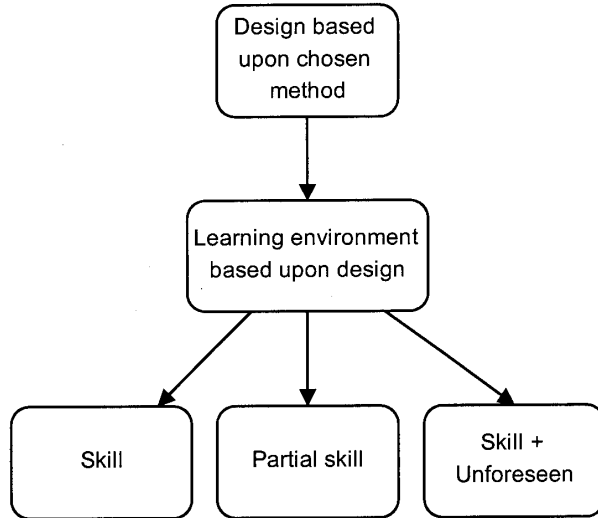 Design based
upon chosen
method
Learning environment
based upon design
Skill
Partial skill
Skill +
Unforeseen